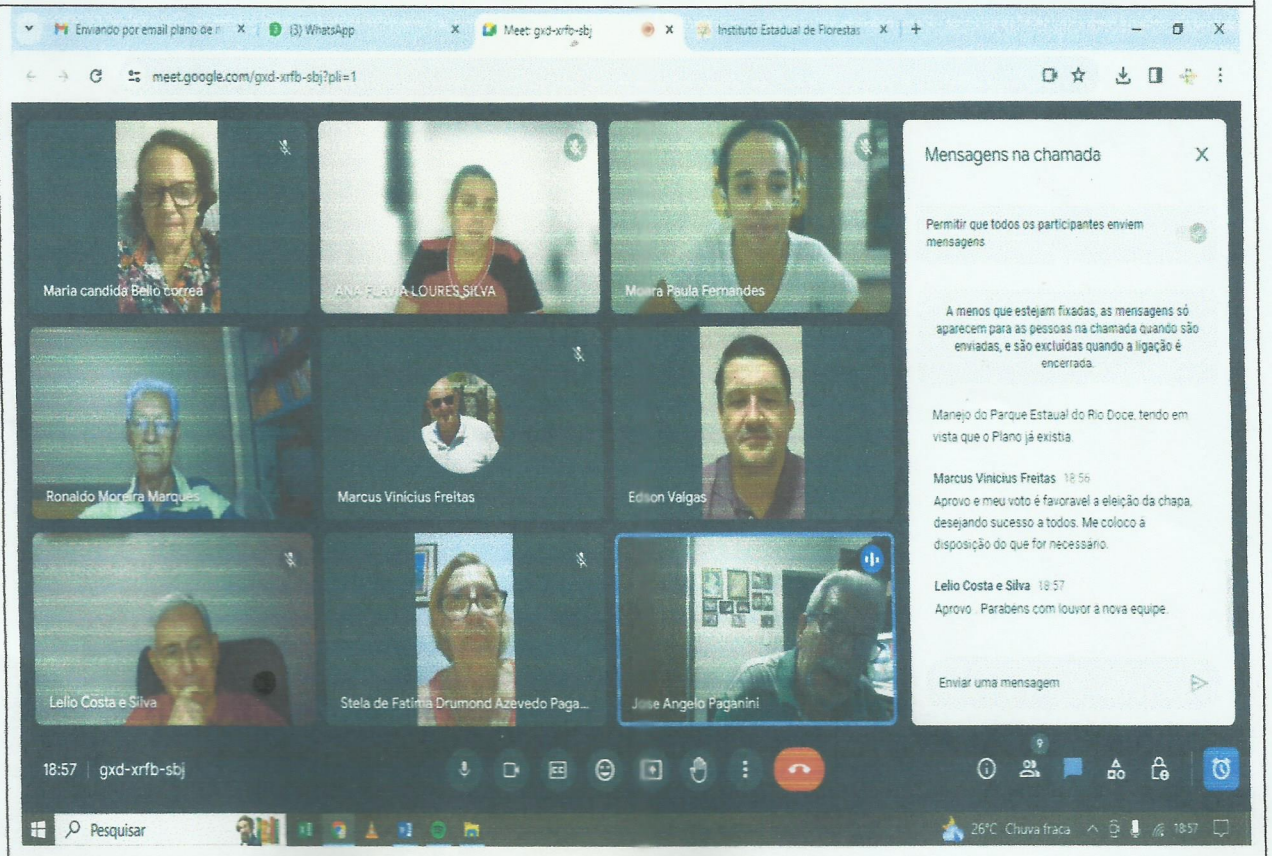 Enviando por email plano de n
(3) WhatsApp
Meet: gxd-xrfb-sbj
Instituto Estadual de Florestas
meet.google.com/gxd-xrfb-sbj?pli=1
Maria candida Bello correa
ANA FLAVIA LOURES SILVA
Moara Paula Fernandes
Ronaldo Moreira Marques
Marcus Vinícius Freitas
Edson Valgas
Lelio Costa e Silva
Stela de Fatima Drumond Azevedo Paga...
Jose Angelo Paganini
Mensagens na chamada
Permitir que todos os participantes enviem
mensagens
A menos que estejam fixadas, as mensagens só
aparecem para as pessoas na chamada quando são
enviadas, e são excluídas quando a ligação é
encerrada.
Manejo do Parque Estaual do Rio Doce, tendo em
vista que o Plano já existia.
Marcus Vinícius Freitas 18:56
Aprovo e meu voto é favoravel a eleição da chapa,
desejando sucesso a todos. Me coloco à
disposição do que for necessário.
Lelio Costa e Silva 18:57
Aprovo . Parabens com louvor a nova equipe.
Enviar uma mensagem
18:57 | gxd-xrfb-sbj
9
Pesquisar
26°C Chuva fraca
18:57